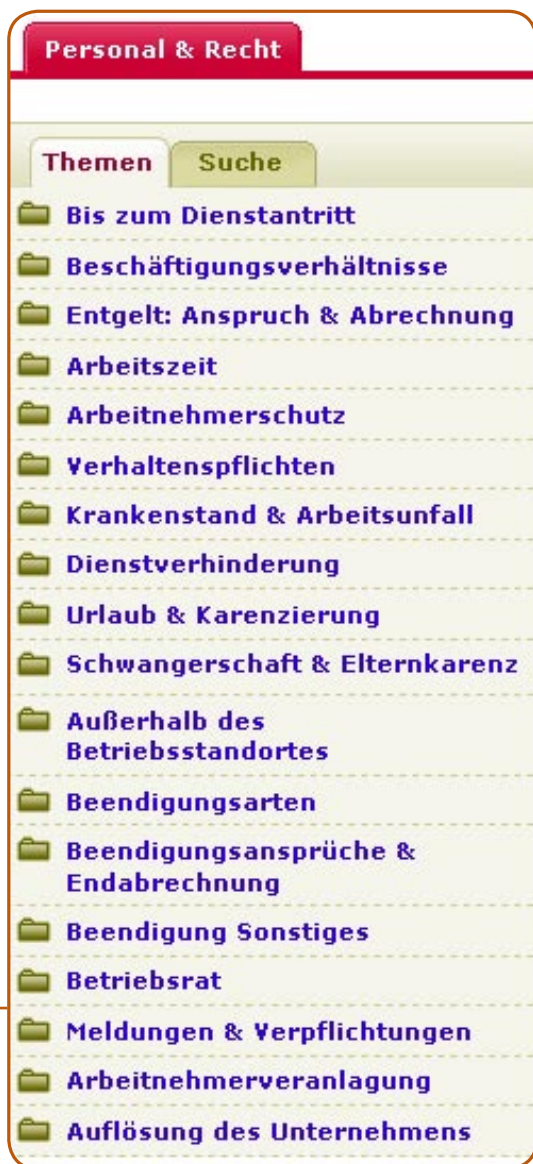 Personal & Recht
Themen Suche
Bis zum Dienstantritt
Beschäftigungsverhältnisse
Entgelt: Anspruch & Abrechnung
Arbeitszeit
Arbeitnehmerschutz
Verhaltenspflichten
Krankenstand & Arbeitsunfall
Dienstverhinderung
Urlaub & Karenzierung
Schwangerschaft & Elternkarenz
Außerhalb des
Betriebsstandortes
Beendigungsarten
Beendigungsansprüche &
Endabrechnung
Beendigung Sonstiges
Betriebsrat
Meldungen & Verpflichtungen
Arbeitnehmerveranlagung
Auflösung des Unternehmens